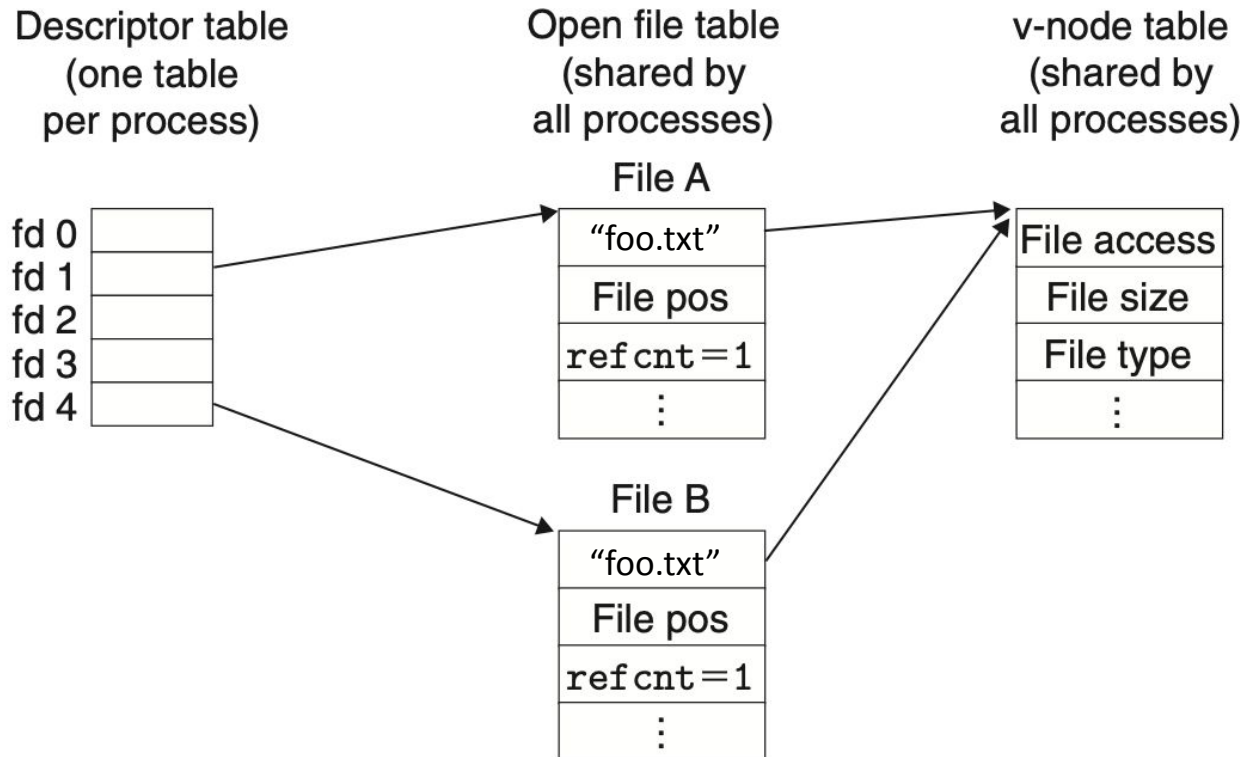 Descriptor table
(one table
per process)
Open file table
(shared by
all processes)
v-node table
(shared by
all processes)
fd 0
fd 1
fd 2
fd 3
fd 4
File A
“foo.txt”
File pos
refcnt=1
⋮
File B
“foo.txt”
File pos
refcnt=1
⋮
File access
File size
File type
⋮